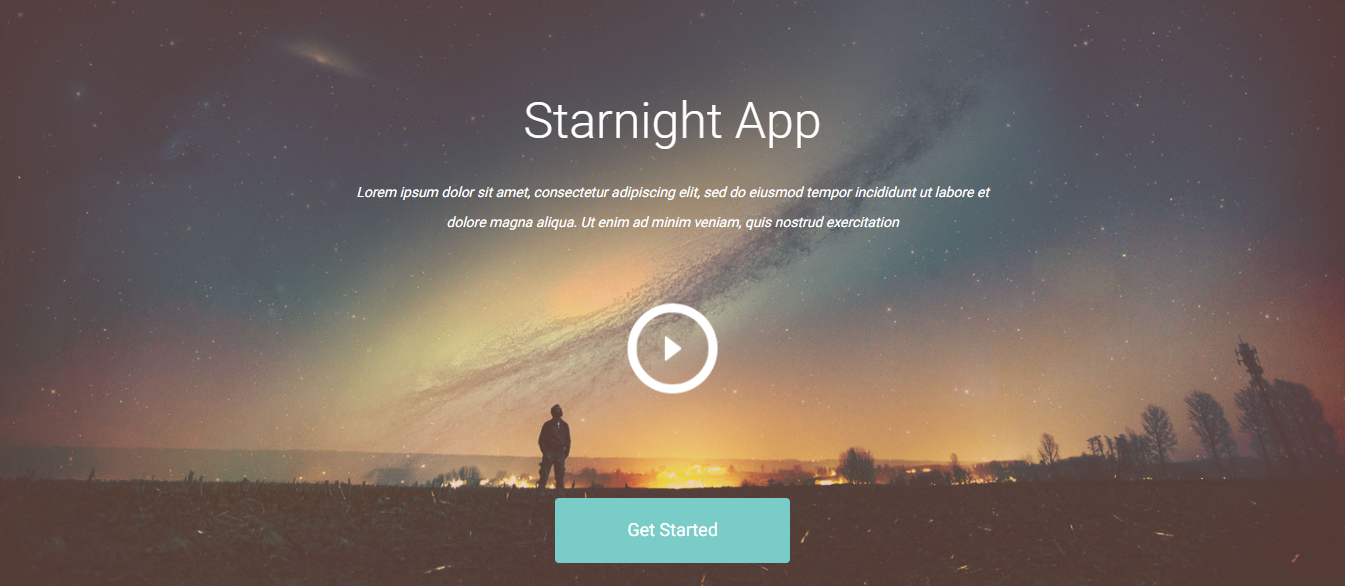 Starnight App
Lorem ipsum dolor sit amet, consectetur adipiscing elit, sed do eiusmod tempor incididunt ut labore et
dolore magna aliqua. Ut enim ad minim veniam, quis nostrud exercitation
Get Started